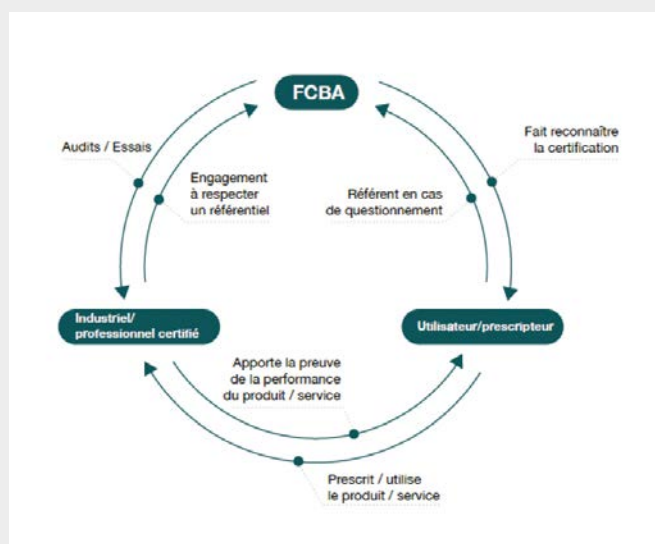 FCBA
Audits / Essais
Fait reconnaître
la certification
Engagement
à respecter
un référentiel
Référent en cas
de questionnement
Industriel/
professionnel certifié
Utilisateur/prescripteur
Apporte la preuve
de la performance
du produit / service
Prescrit / utilise
le produit / service